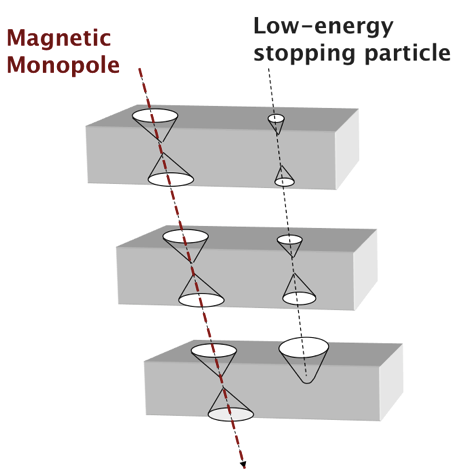 Magnetic
Monopole
Low-energy
stopping particle